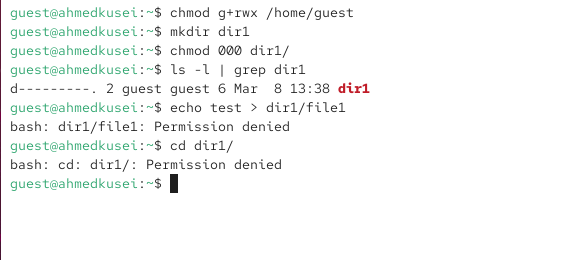 guest@ahmedkusei:~$ chmod g+rwx /home/guest
guest@ahmedkusei:~$ mkdir dir1
guest@ahmedkusei:~$ chmod 000 dir1/
guest@ahmedkusei:~$ ls -l | grep dir1
d---------. 2 guest guest 6 Mar  8 13:38 dir1
guest@ahmedkusei:~$ echo test > dir1/file1
bash: dir1/file1: Permission denied
guest@ahmedkusei:~$ cd dir1/
bash: cd: dir1/: Permission denied
guest@ahmedkusei:~$